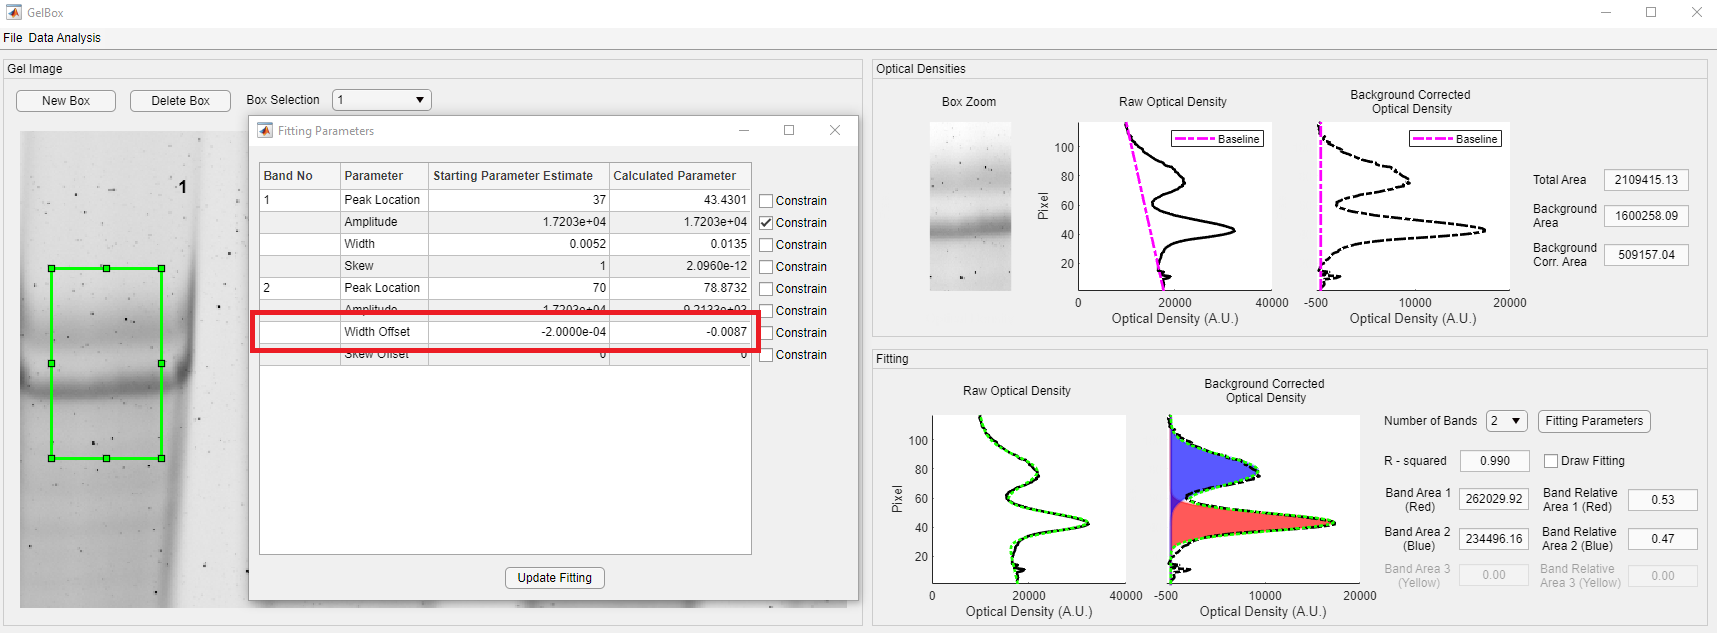 GelBox
File Data Analysis
Gel Image
New Box
Delete Box
Box Selection
1
1
Fitting Parameters
Band No Parameter Starting Parameter Estimate Calculated Parameter
1 Peak Location 37 43.4301 Constrain
Amplitude 1.7203e+04 1.7203e+04 Constrain
Width 0.0052 0.0135 Constrain
Skew 1 2.0960e-12 Constrain
2 Peak Location 70 78.8732 Constrain
Amplitude 1.7203e+04 9.2133e+03 Constrain
Width Offset -2.0000e-04 -0.0087 Constrain
Skew Offset 0 0 Constrain
Update Fitting
Optical Densities
Box Zoom
Raw Optical Density
Baseline
100
80
60
40
20
Pixel
0 20000 40000
Optical Density (A.U.)
Background Corrected
Optical Density
Baseline
-500 10000 20000
Optical Density (A.U.)
Total Area 2109415.13
Background
Area
1600258.09
Background
Corr. Area
509157.04
Fitting
Raw Optical Density
100
80
60
40
20
Pixel
0 20000 40000
Optical Density (A.U.)
Background Corrected
Optical Density
-500 10000 20000
Optical Density (A.U.)
Number of Bands 2 Fitting Parameters
R - squared 0.990 Draw Fitting
Band Area 1
(Red)
262029.92
Band Relative
Area 1 (Red)
0.53
Band Area 2
(Blue)
234496.16
Band Relative
Area 2 (Blue)
0.47
Band Area 3
(Yellow)
0.00
Band Relative
Area 3 (Yellow)
0.00